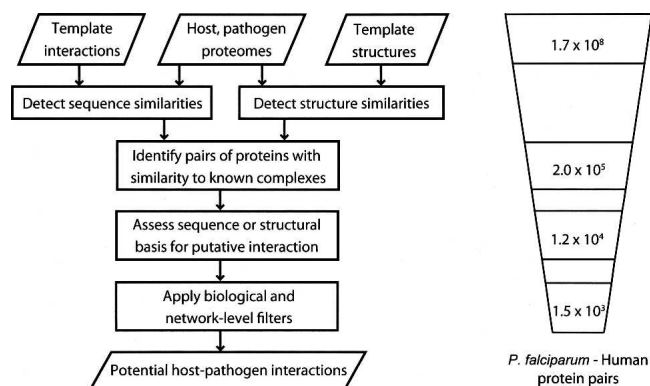 Template
interactions
Host, pathogen
proteomes
Template
structures
Detect sequence similarities
Detect structure similarities
Identify pairs of proteins with
similarity to known complexes
Assess sequence or structural
basis for putative interaction
Apply biological and
network-level filters
Potential host-pathogen interactions
1.7 x 10⁸
2.0 x 10⁵
1.2 x 10⁴
1.5 x 10³
P. falciparum - Human
protein pairs